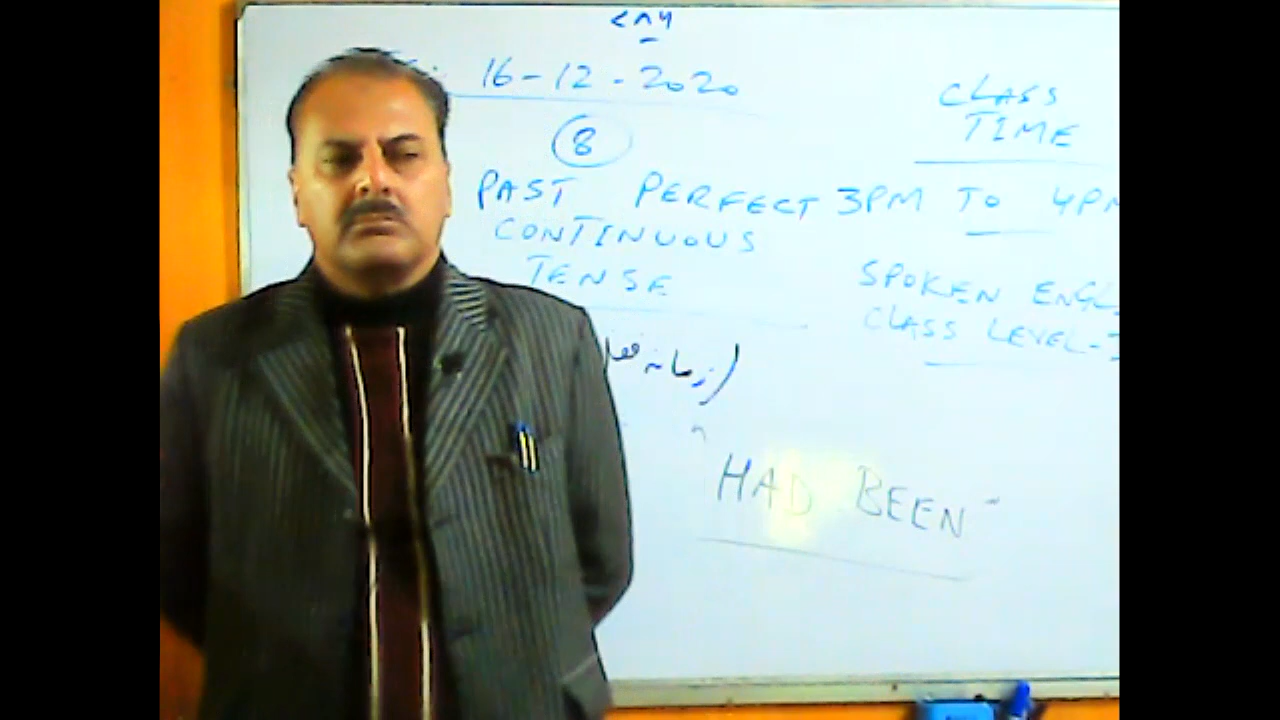 16-12-2020
8
PAST PERFECT
CONTINUOUS
TENSE
(زمانہ
"HAD BEEN"
CLASS
TIME
3PM TO 4PM
SPOKEN ENGL
CLASS LEVEL-